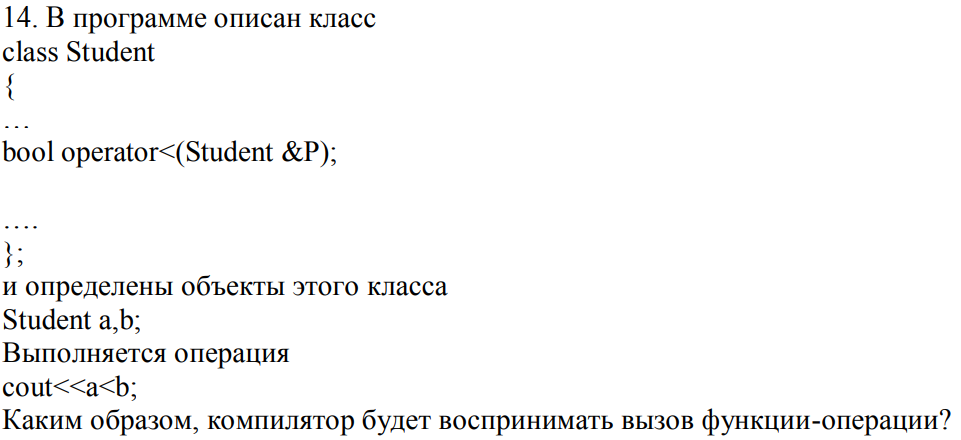 14. В программе описан класс
class Student
{
…
bool operator<(Student &P);
….
};
и определены объекты этого класса
Student a,b;
Выполняется операция
cout<<a<b;
Каким образом, компилятор будет воспринимать вызов функции-операции?